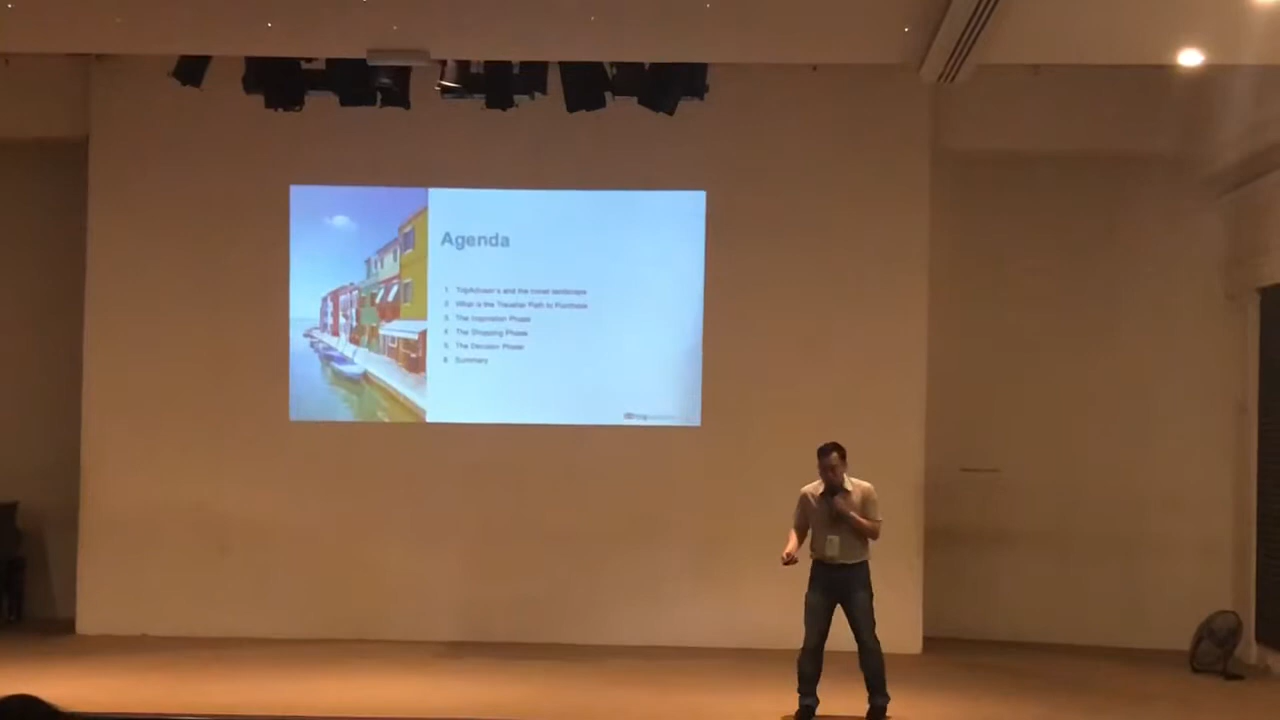 Agenda
1. TripAdvisor's and the travel landscape
2. What is the Traveller Path to Purchase
3. The Inspiration Phase
4. The Shopping Phase
5. The Decision Phase
6. Summary